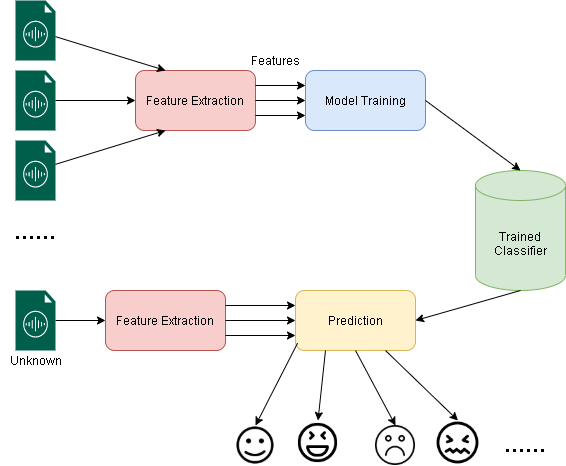 Features
Feature Extraction
Model Training
Trained
Classifier
......
Feature Extraction
Prediction
Unknown
......